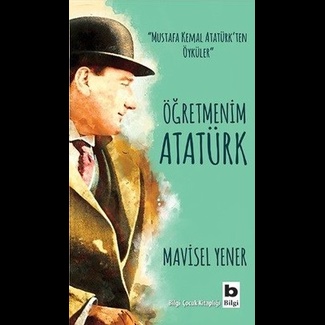 "MUSTAFA KEMAL ATATÜRK'TEN
ÖYKÜLER"
ÖĞRETMENİM
ATATÜRK
MAVİSEL YENER
Bilgi Çocuk Kitaplığı
b
Bilgi